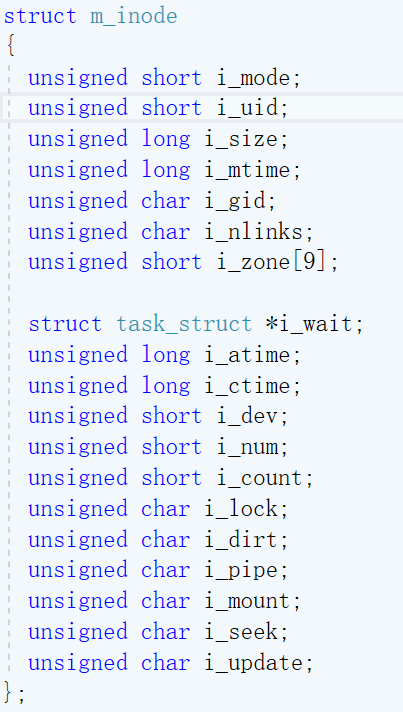 struct m_inode
{
unsigned short i_mode;
unsigned short i_uid;
unsigned long i_size;
unsigned long i_mtime;
unsigned char i_gid;
unsigned char i_nlinks;
unsigned short i_zone[9];
struct task_struct *i_wait;
unsigned long i_atime;
unsigned long i_ctime;
unsigned short i_dev;
unsigned short i_num;
unsigned short i_count;
unsigned char i_lock;
unsigned char i_dirt;
unsigned char i_pipe;
unsigned char i_mount;
unsigned char i_seek;
unsigned char i_update;
};